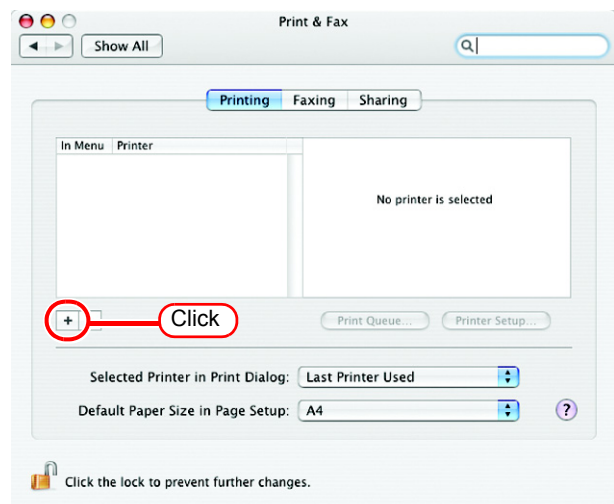 Print & Fax
Show All
Printing Faxing Sharing
In Menu Printer
No printer is selected
+ Click
Print Queue... Printer Setup...
Selected Printer in Print Dialog: Last Printer Used
Default Paper Size in Page Setup: A4 ?
Click the lock to prevent further changes.